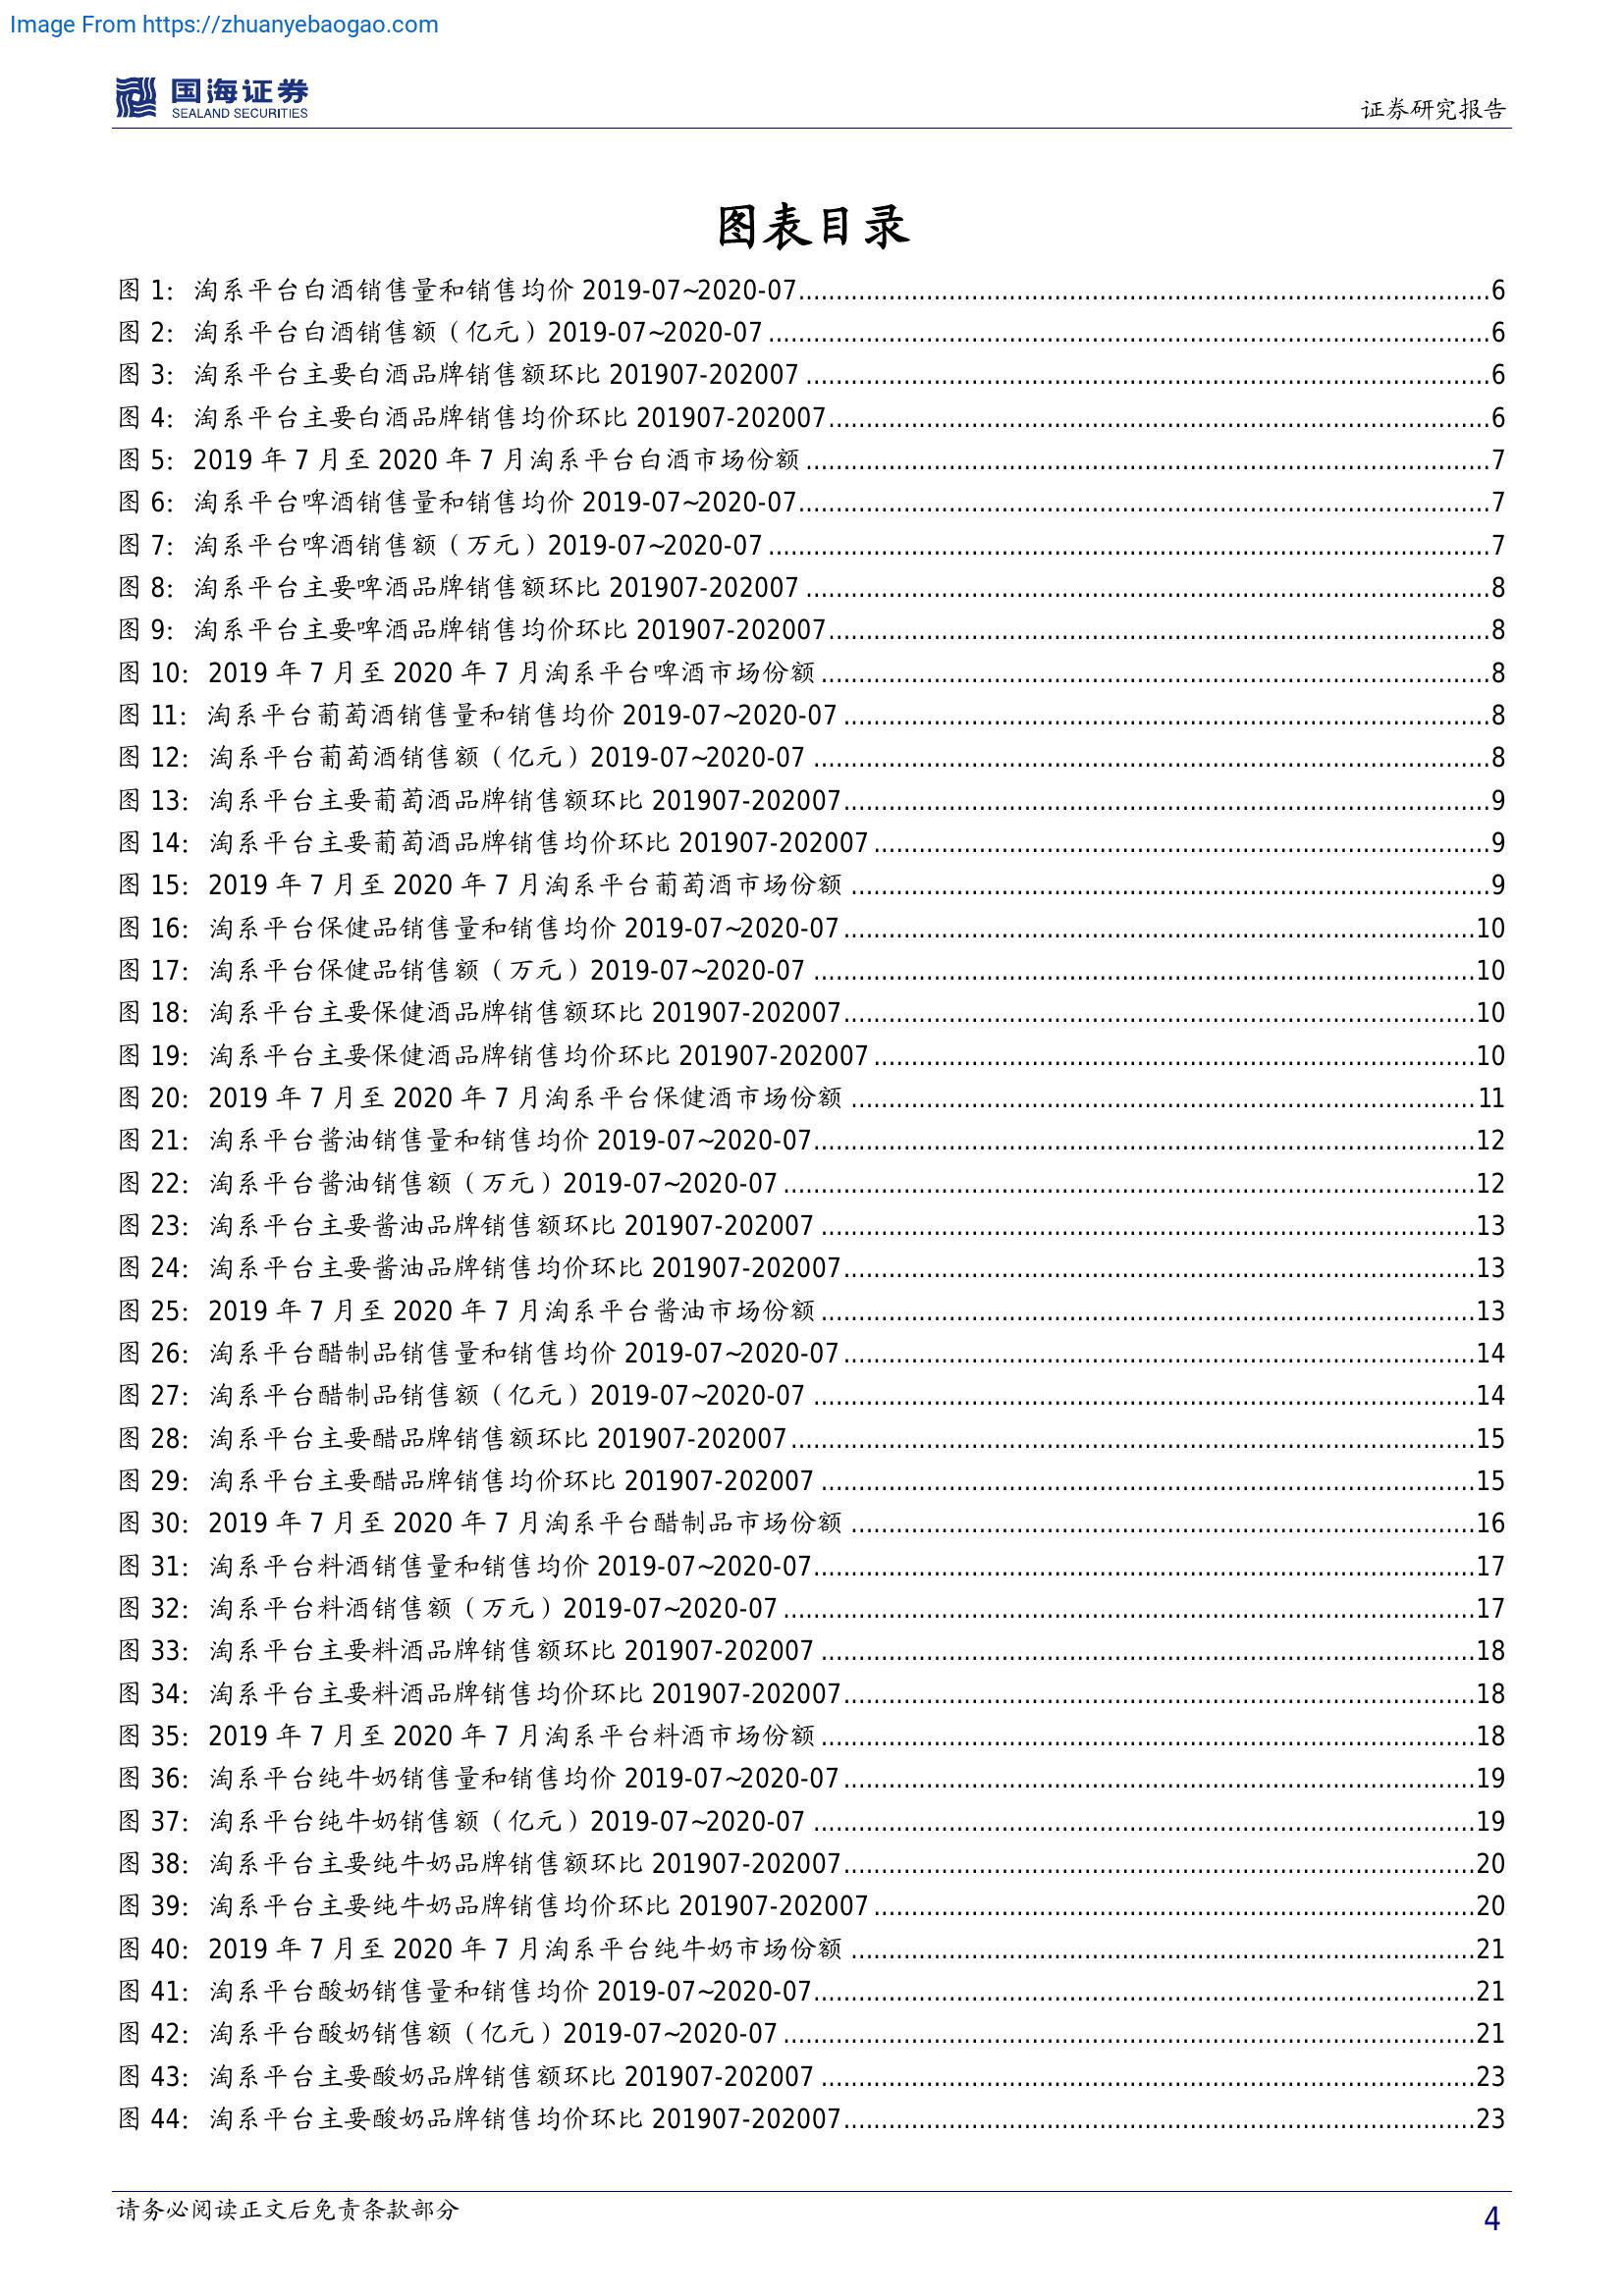 Image From https://zhuanyebaogao.com
国海证券
SEALAND SECURITIES
证券研究报告
图表目录
图 1：淘系平台白酒销售量和销售均价 2019-07~2020-07 6
图 2：淘系平台白酒销售额（亿元）2019-07~2020-07 6
图 3：淘系平台主要白酒品牌销售额环比 201907-202007 6
图 4：淘系平台主要白酒品牌销售均价环比 201907-202007 6
图 5：2019 年 7 月至 2020 年 7 月淘系平台白酒市场份额 7
图 6：淘系平台啤酒销售量和销售均价 2019-07~2020-07 7
图 7：淘系平台啤酒销售额（万元）2019-07~2020-07 7
图 8：淘系平台主要啤酒品牌销售额环比 201907-202007 8
图 9：淘系平台主要啤酒品牌销售均价环比 201907-202007 8
图 10：2019 年 7 月至 2020 年 7 月淘系平台啤酒市场份额 8
图 11：淘系平台葡萄酒销售量和销售均价 2019-07~2020-07 8
图 12：淘系平台葡萄酒销售额（亿元）2019-07~2020-07 8
图 13：淘系平台主要葡萄酒品牌销售额环比 201907-202007 9
图 14：淘系平台主要葡萄酒品牌销售均价环比 201907-202007 9
图 15：2019 年 7 月至 2020 年 7 月淘系平台葡萄酒市场份额 9
图 16：淘系平台保健品销售量和销售均价 2019-07~2020-07 10
图 17：淘系平台保健品销售额（万元）2019-07~2020-07 10
图 18：淘系平台主要保健酒品牌销售额环比 201907-202007 10
图 19：淘系平台主要保健酒品牌销售均价环比 201907-202007 10
图 20：2019 年 7 月至 2020 年 7 月淘系平台保健酒市场份额 11
图 21：淘系平台酱油销售量和销售均价 2019-07~2020-07 12
图 22：淘系平台酱油销售额（万元）2019-07~2020-07 12
图 23：淘系平台主要酱油品牌销售额环比 201907-202007 13
图 24：淘系平台主要酱油品牌销售均价环比 201907-202007 13
图 25：2019 年 7 月至 2020 年 7 月淘系平台酱油市场份额 13
图 26：淘系平台醋制品销售量和销售均价 2019-07~2020-07 14
图 27：淘系平台醋制品销售额（亿元）2019-07~2020-07 14
图 28：淘系平台主要醋品牌销售额环比 201907-202007 15
图 29：淘系平台主要醋品牌销售均价环比 201907-202007 15
图 30：2019 年 7 月至 2020 年 7 月淘系平台醋制品市场份额 16
图 31：淘系平台料酒销售量和销售均价 2019-07~2020-07 17
图 32：淘系平台料酒销售额（万元）2019-07~2020-07 17
图 33：淘系平台主要料酒品牌销售额环比 201907-202007 18
图 34：淘系平台主要料酒品牌销售均价环比 201907-202007 18
图 35：2019 年 7 月至 2020 年 7 月淘系平台料酒市场份额 18
图 36：淘系平台纯牛奶销售量和销售均价 2019-07~2020-07 19
图 37：淘系平台纯牛奶销售额（亿元）2019-07~2020-07 19
图 38：淘系平台主要纯牛奶品牌销售额环比 201907-202007 20
图 39：淘系平台主要纯牛奶品牌销售均价环比 201907-202007 20
图 40：2019 年 7 月至 2020 年 7 月淘系平台纯牛奶市场份额 21
图 41：淘系平台酸奶销售量和销售均价 2019-07~2020-07 21
图 42：淘系平台酸奶销售额（亿元）2019-07~2020-07 21
图 43：淘系平台主要酸奶品牌销售额环比 201907-202007 23
图 44：淘系平台主要酸奶品牌销售均价环比 201907-202007 23
请务必阅读正文后免责条款部分
4